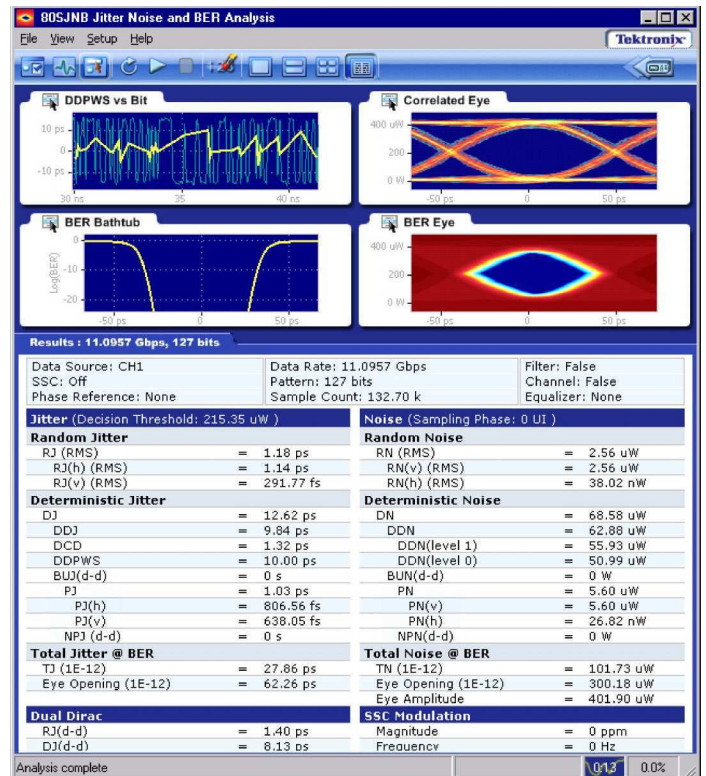 80SJNB Jitter Noise and BER Analysis
File View Setup Help
Tektronix
DDPWS vs Bit
10 ps
0
-10 ps
30 ns 35 40 ns
Correlated Eye
400 uW
200
0 W
-50 ps 0 50 ps
BER Bathtub
Log(BER)
0
-10
-20
-50 ps 0 50 ps
BER Eye
400 uW
200
0 W
-50 ps 0 50 ps
Results : 11.0957 Gbps, 127 bits
Data Source: CH1 Data Rate: 11.0957 Gbps Filter: False
SSC: Off Pattern: 127 bits Channel: False
Phase Reference: None Sample Count: 132.70 k Equalizer: None
Jitter (Decision Threshold: 215.35 uW ) Noise (Sampling Phase: 0 UI )
Random Jitter Random Noise
RJ (RMS) = 1.18 ps RN (RMS) = 2.56 uW
RJ(h) (RMS) = 1.14 ps RN(v) (RMS) = 2.56 uW
RJ(v) (RMS) = 291.77 fs RN(h) (RMS) = 38.02 nW
Deterministic Jitter Deterministic Noise
DJ = 12.62 ps DN = 68.58 uW
DDJ = 9.84 ps DDN = 62.88 uW
DCD = 1.32 ps DDN(level 1) = 55.93 uW
DDPWS = 10.00 ps DDN(level 0) = 50.99 uW
BUJ(d-d) = 0 s BUN(d-d) = 0 W
PJ = 1.03 ps PN = 5.60 uW
PJ(h) = 806.56 fs PN(v) = 5.60 uW
PJ(v) = 638.05 fs PN(h) = 26.82 nW
NPJ (d-d) = 0 s NPN(d-d) = 0 W
Total Jitter @ BER Total Noise @ BER
TJ (1E-12) = 27.86 ps TN (1E-12) = 101.73 uW
Eye Opening (1E-12) = 62.26 ps Eye Opening (1E-12) = 300.18 uW
Eye Amplitude = 401.90 uW
Dual Dirac SSC Modulation
RJ(d-d) = 1.40 ps Magnitude = 0 ppm
DJ(d-d) = 8.13 ps Frequency = 0 Hz
Analysis complete 0.0%